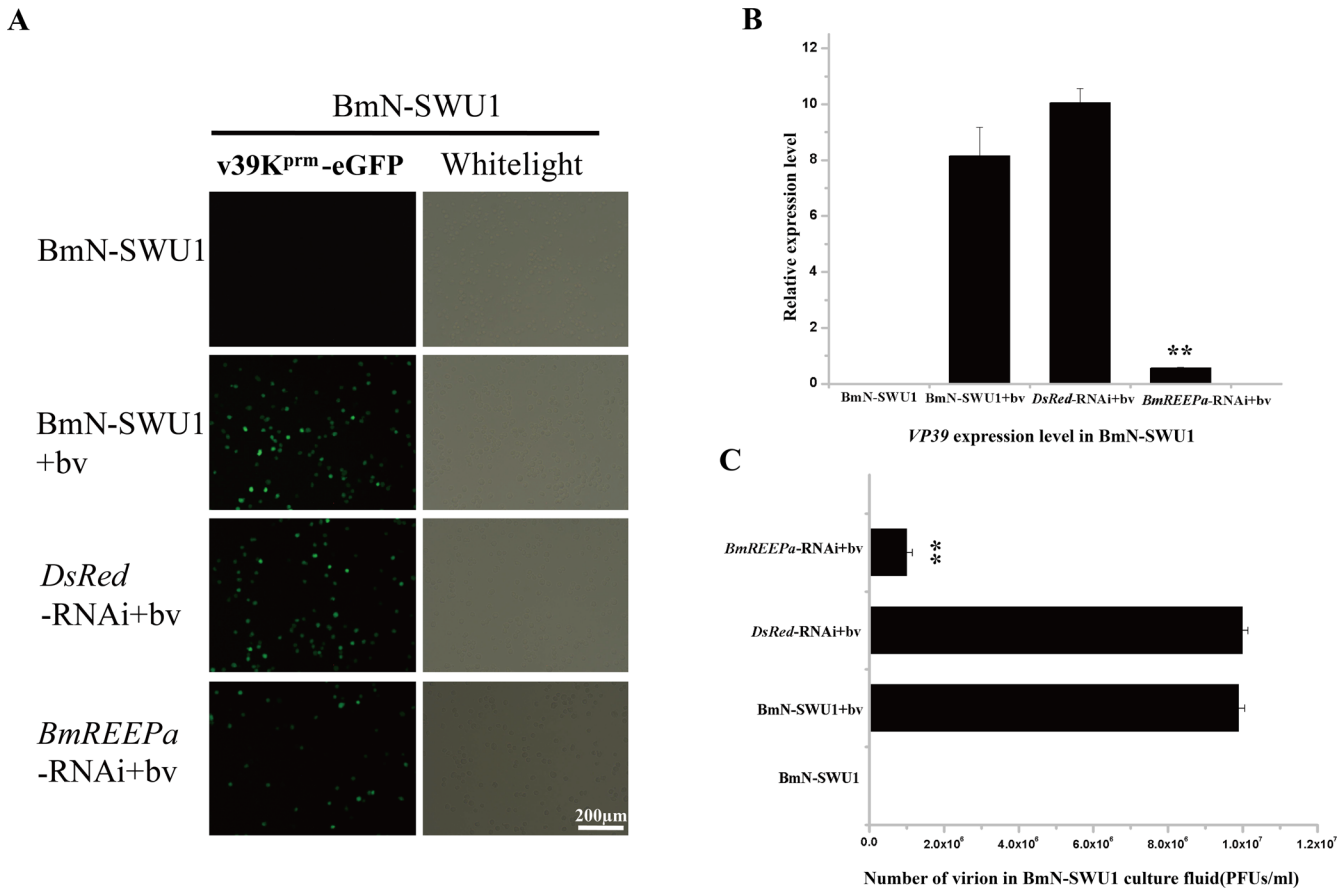 A
BmN-SWU1
v39Kᵖʳᵐ-eGFP Whitelight
BmN-SWU1
BmN-SWU1
+bv
DsRed
-RNAi+bv
BmREEPa
-RNAi+bv
200μm
B
Relative expression level
12
10
8
6
4
2
0
**
BmN-SWU1 BmN-SWU1+bv DsRed-RNAi+bv BmREEPa-RNAi+bv
VP39 expression level in BmN-SWU1
C
BmREEPa-RNAi+bv
**
DsRed-RNAi+bv
BmN-SWU1+bv
BmN-SWU1
0.0 2.0x10⁶ 4.0x10⁶ 6.0x10⁶ 8.0x10⁶ 1.0x10⁷ 1.2x10⁷
Number of virion in BmN-SWU1 culture fluid(PFUs/ml)